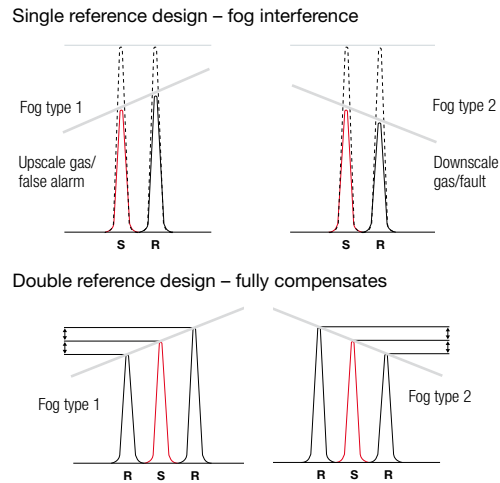 Single reference design – fog interference
Fog type 1
Upscale gas/
false alarm
S R
Fog type 2
Downscale
gas/fault
S R
Double reference design – fully compensates
Fog type 1
R S R
Fog type 2
R S R